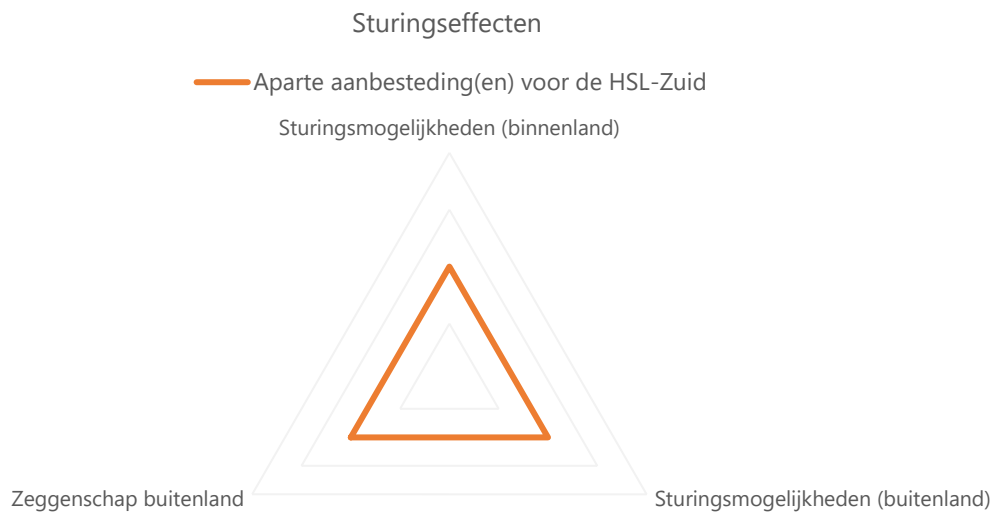 Sturingseffecten
Aparte aanbesteding(en) voor de HSL-Zuid
Sturingsmogelijkheden (binnenland)
Zeggenschap buitenland
Sturingsmogelijkheden (buitenland)